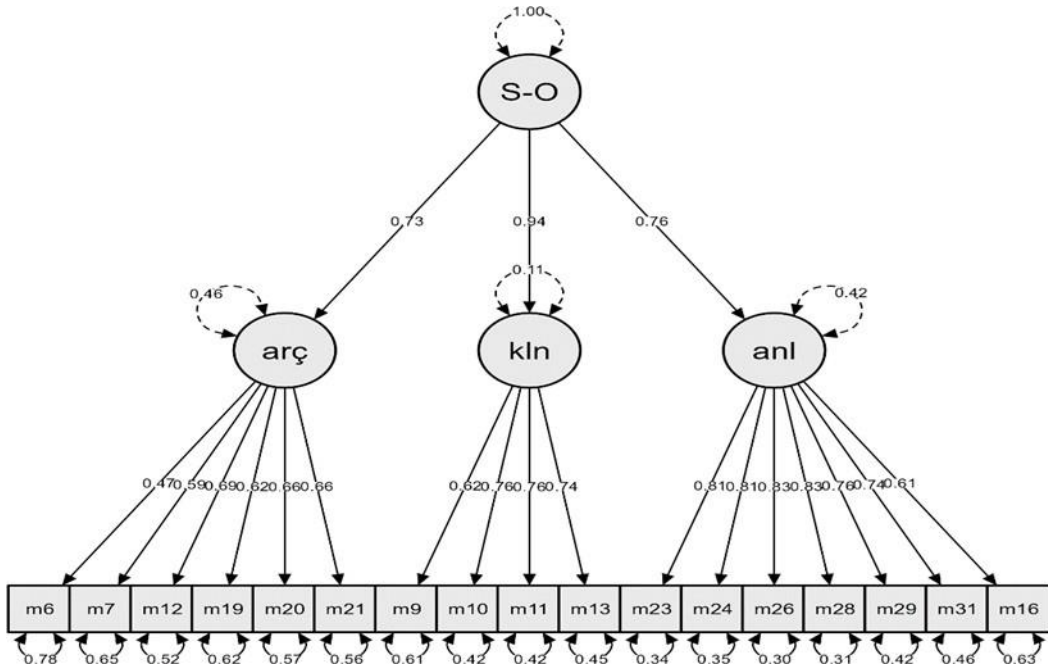 1.00
S-O
0.73 0.94 0.76
0.46 0.11 0.42
arç kln anl
0.47 0.59 0.69 0.62 0.66 0.66 0.62 0.76 0.76 0.74 0.81 0.81 0.83 0.83 0.76 0.74 0.61
m6 m7 m12 m19 m20 m21 m9 m10 m11 m13 m23 m24 m26 m28 m29 m31 m16
0.78 0.65 0.52 0.62 0.57 0.56 0.61 0.42 0.42 0.45 0.34 0.35 0.30 0.31 0.42 0.46 0.63